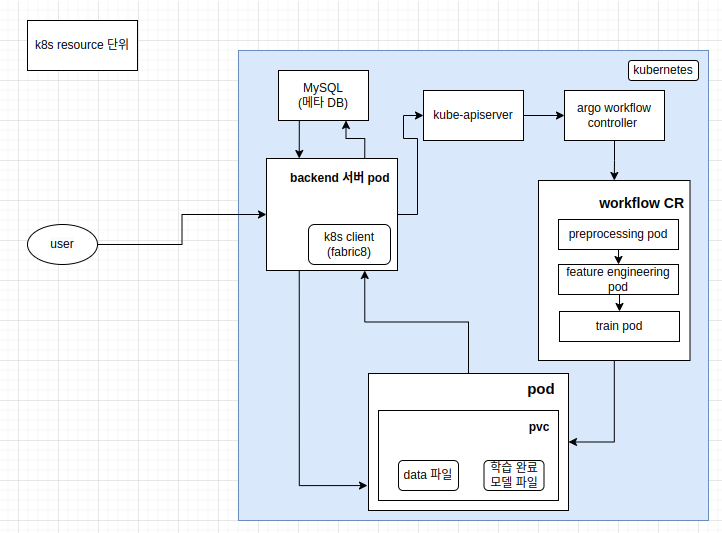 k8s resource 단위
kubernetes
MySQL
(메타 DB)
kube-apiserver
argo workflow
controller
backend 서버 pod
k8s client
(fabric8)
user
workflow CR
preprocessing pod
feature engineering
pod
train pod
pod
pvc
data 파일
학습 완료
모델 파일